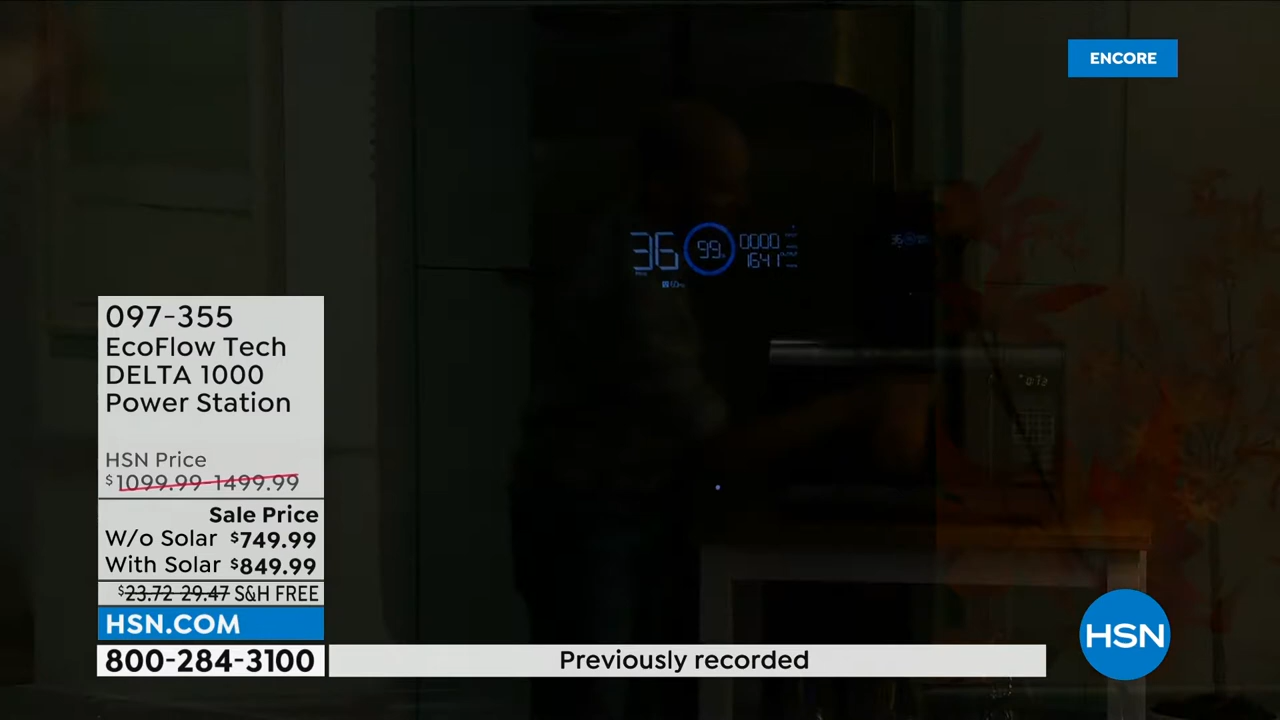 ENCORE
36 99% 0000
1641
097-355
EcoFlow Tech
DELTA 1000
Power Station
HSN Price
$1099.99-1499.99
Sale Price
W/o Solar $749.99
With Solar $849.99
$23.72-29.47 S&H FREE
HSN.COM
800-284-3100
Previously recorded
HSN